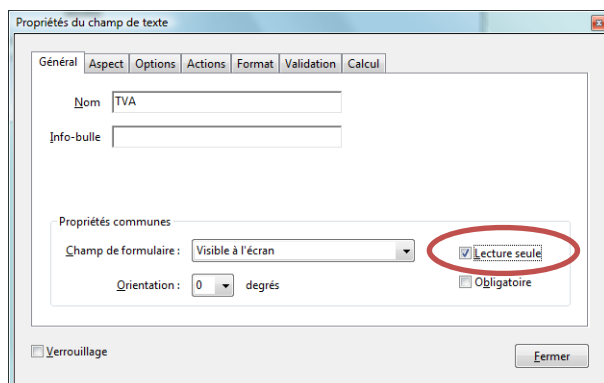 Propriétés du champ de texte
Général Aspect Options Actions Format Validation Calcul
Nom TVA
Info-bulle
Propriétés communes
Champ de formulaire : Visible à l'écran Lecture seule
Orientation : 0 degrés Obligatoire
Verrouillage Fermer